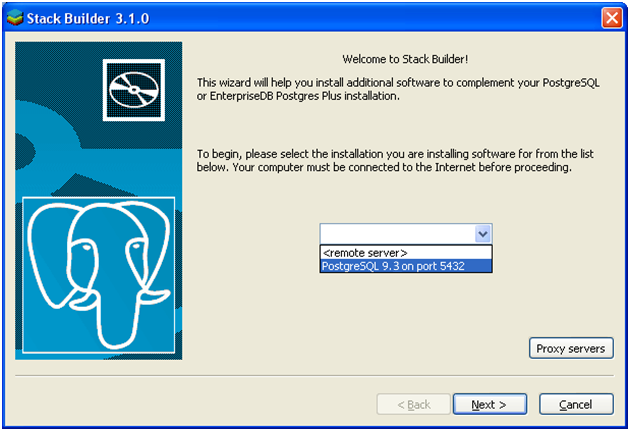 Stack Builder 3.1.0
Welcome to Stack Builder!
This wizard will help you install additional software to complement your PostgreSQL
or EnterpriseDB Postgres Plus installation.
To begin, please select the installation you are installing software for from the list
below. Your computer must be connected to the Internet before proceeding.
<remote server>
PostgreSQL 9.3 on port 5432
Proxy servers
< Back
Next >
Cancel